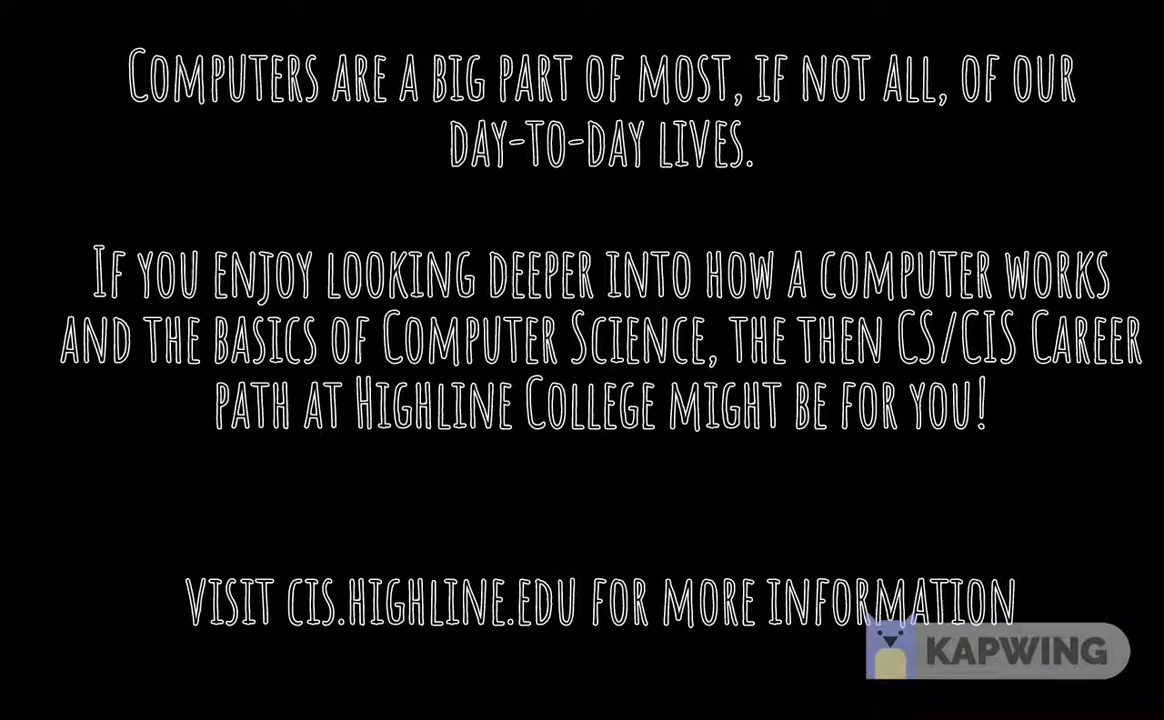 Computers are a big part of most, if not all, of our
day-to-day lives.
If you enjoy looking deeper into how a computer works
and the basics of Computer Science, the then CS/CIS Career
path at Highline College might be for you!
visit cis.highline.edu for more information
KAPWING